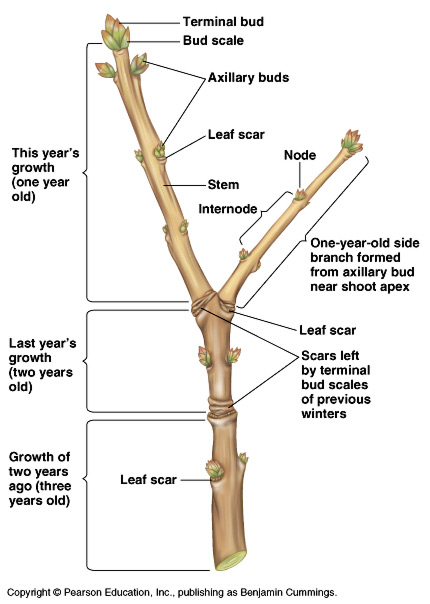 Terminal bud
Bud scale
Axillary buds
Leaf scar
This year's
growth
(one year
old)
Stem
Node
Internode
One-year-old side
branch formed
from axillary bud
near shoot apex
Leaf scar
Last year's
growth
(two years
old)
Scars left
by terminal
bud scales
of previous
winters
Growth of
two years
ago (three
years old)
Leaf scar
Copyright © Pearson Education, Inc., publishing as Benjamin Cummings.